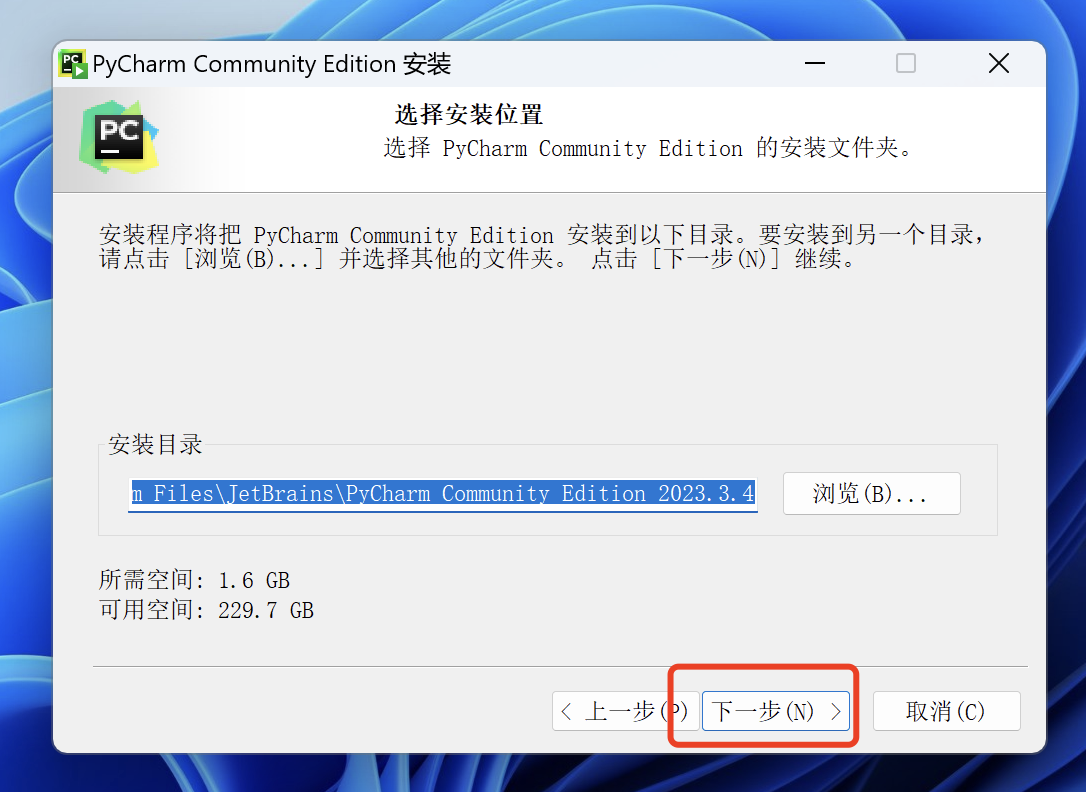 PyCharm Community Edition 安装
PC
选择安装位置
选择 PyCharm Community Edition 的安装文件夹。
安装程序将把 PyCharm Community Edition 安装到以下目录。要安装到另一个目录，
请点击 [浏览(B)...] 并选择其他的文件夹。 点击 [下一步(N)] 继续。
安装目录
m Files\JetBrains\PyCharm Community Edition 2023.3.4
浏览(B)...
所需空间: 1.6 GB
可用空间: 229.7 GB
< 上一步(P)
下一步(N) >
取消(C)